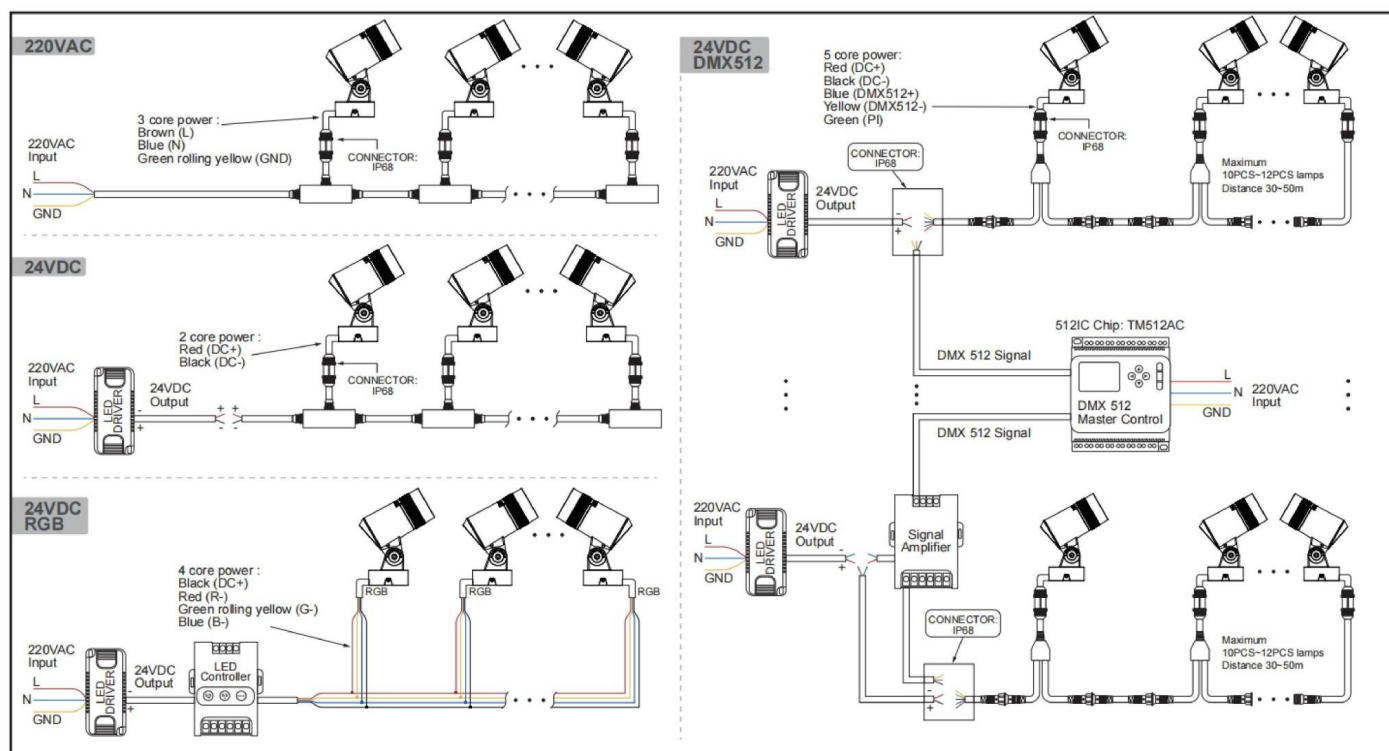 220VAC
3 core power :
Brown (L)
Blue (N)
Green rolling yellow (GND)
CONNECTOR:
IP68
220VAC
Input
L
N
GND
24VDC
2 core power :
Red (DC+)
Black (DC-)
CONNECTOR:
IP68
220VAC
Input
L
N
GND
LED
DRIVER
24VDC
Output
-
+
+ +
- -
24VDC
RGB
4 core power :
Black (DC+)
Red (R-)
Green rolling yellow (G-)
Blue (B-)
RGB
RGB
RGB
220VAC
Input
L
N
GND
LED
DRIVER
24VDC
Output
-
+
LED
Controller
24VDC
DMX512
5 core power :
Red (DC+)
Black (DC-)
Blue (DMX512+)
Yellow (DMX512-)
Green (PI)
CONNECTOR:
IP68
CONNECTOR:
IP68
Maximum
10PCS~12PCS lamps
Distance 30~50m
220VAC
Input
L
N
GND
LED
DRIVER
24VDC
Output
-
+
512IC Chip: TM512AC
DMX 512 Signal
DMX 512
Master Control
L
N
GND
220VAC
Input
DMX 512 Signal
220VAC
Input
L
N
GND
LED
DRIVER
24VDC
Output
-
+
Signal
Amplifier
CONNECTOR:
IP68
-
+
Maximum
10PCS~12PCS lamps
Distance 30~50m